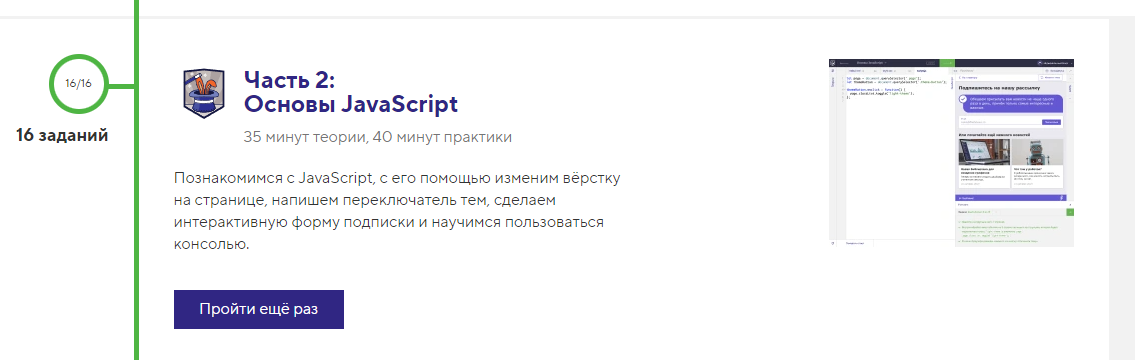 16/16
16 заданий
Часть 2:
Основы JavaScript
35 минут теории, 40 минут практики
Познакомимся с JavaScript, с его помощью изменим вёрстку
на странице, напишем переключатель тем, сделаем
интерактивную форму подписки и научимся пользоваться
консолью.
Пройти ещё раз
Подпишитесь на нашу рассылку
Или почитайте ещё немного новостей